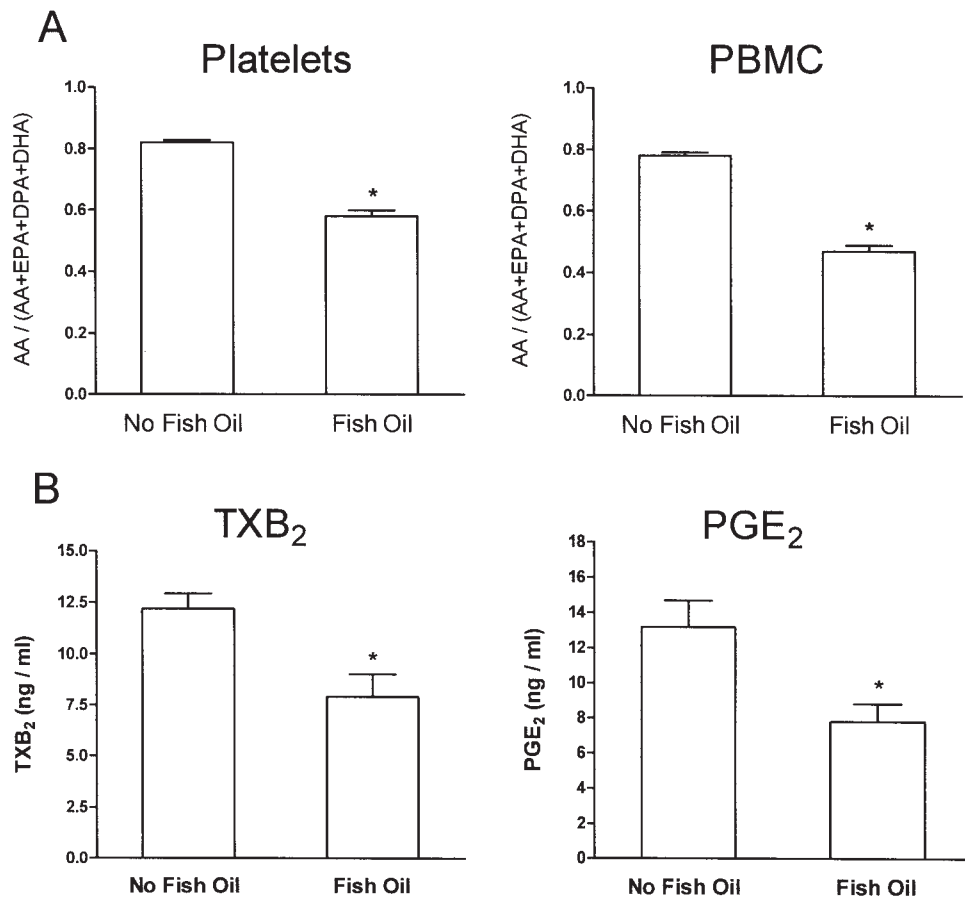 A
Platelets
AA / (AA+EPA+DPA+DHA)
1.0
0.8
0.6
0.4
0.2
0.0
*
No Fish Oil
Fish Oil
PBMC
AA / (AA+EPA+DPA+DHA)
1.0
0.8
0.6
0.4
0.2
0.0
*
No Fish Oil
Fish Oil
B
TXB₂
TXB₂ (ng / ml)
15.0
12.5
10.0
7.5
5.0
2.5
0.0
*
No Fish Oil
Fish Oil
PGE₂
PGE₂ (ng / ml)
18
16
14
12
10
8
6
4
2
0
*
No Fish Oil
Fish Oil